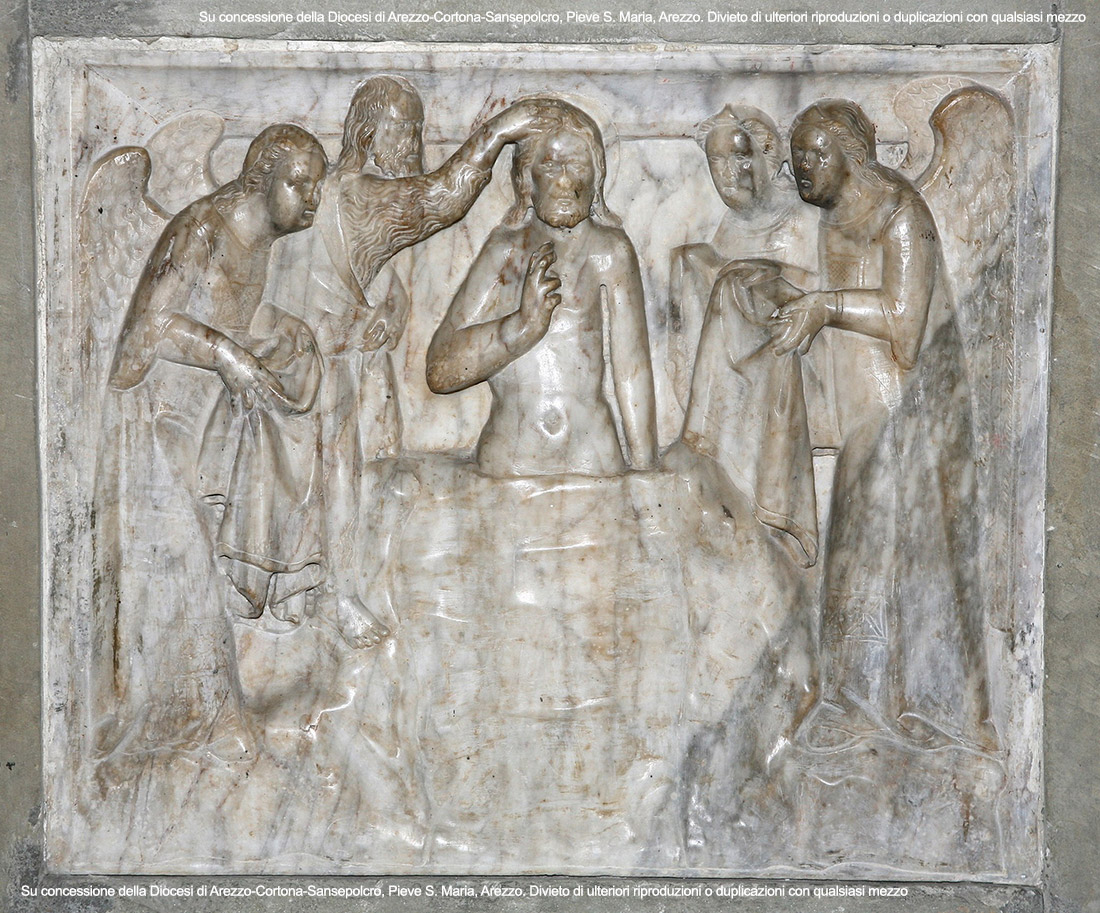 Su concessione della Diocesi di Arezzo-Cortona-Sansepolcro, Pieve S. Maria, Arezzo. Divieto di ulteriori riproduzioni o duplicazioni con qualsiasi mezzo
Su concessione della Diocesi di Arezzo-Cortona-Sansepolcro, Pieve S. Maria, Arezzo. Divieto di ulteriori riproduzioni o duplicazioni con qualsiasi mezzo